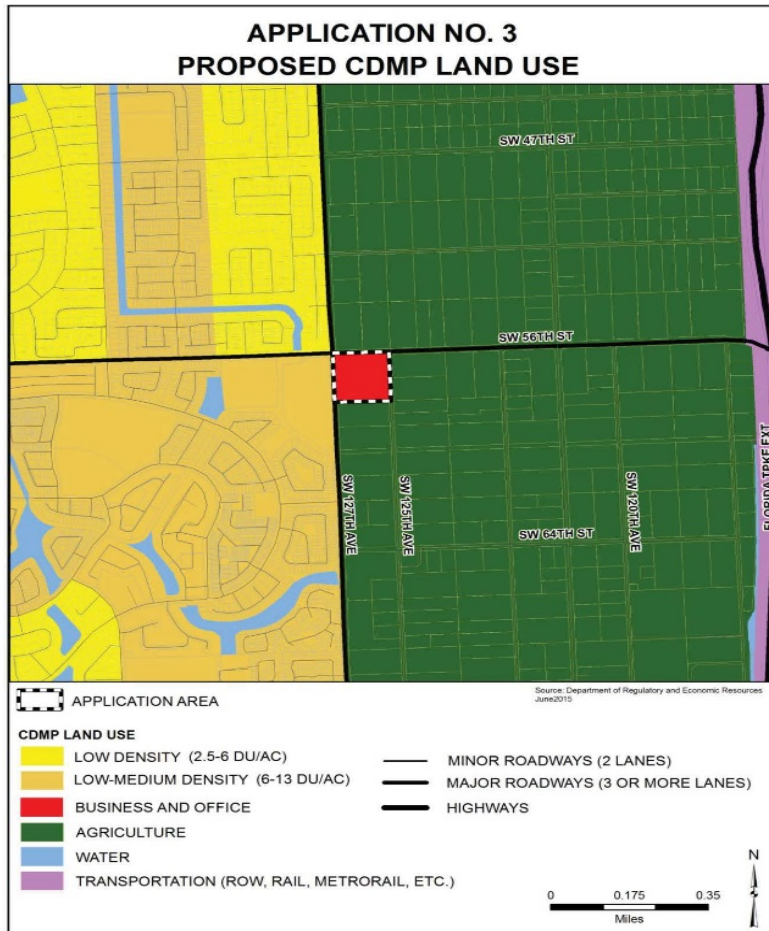 APPLICATION NO. 3
PROPOSED CDMP LAND USE
SW 47TH ST
SW 56TH ST
SW 127TH AVE
SW 125TH AVE
SW 120TH AVE
FLORIDA TPKE EXT
SW 64TH ST
APPLICATION AREA
Source: Department of Regulatory and Economic Resources
June2015
CDMP LAND USE
LOW DENSITY (2.5-6 DU/AC)
LOW-MEDIUM DENSITY (6-13 DU/AC)
BUSINESS AND OFFICE
AGRICULTURE
WATER
TRANSPORTATION (ROW, RAIL, METRORAIL, ETC.)
MINOR ROADWAYS (2 LANES)
MAJOR ROADWAYS (3 OR MORE LANES)
HIGHWAYS
N
0 0.175 0.35
Miles